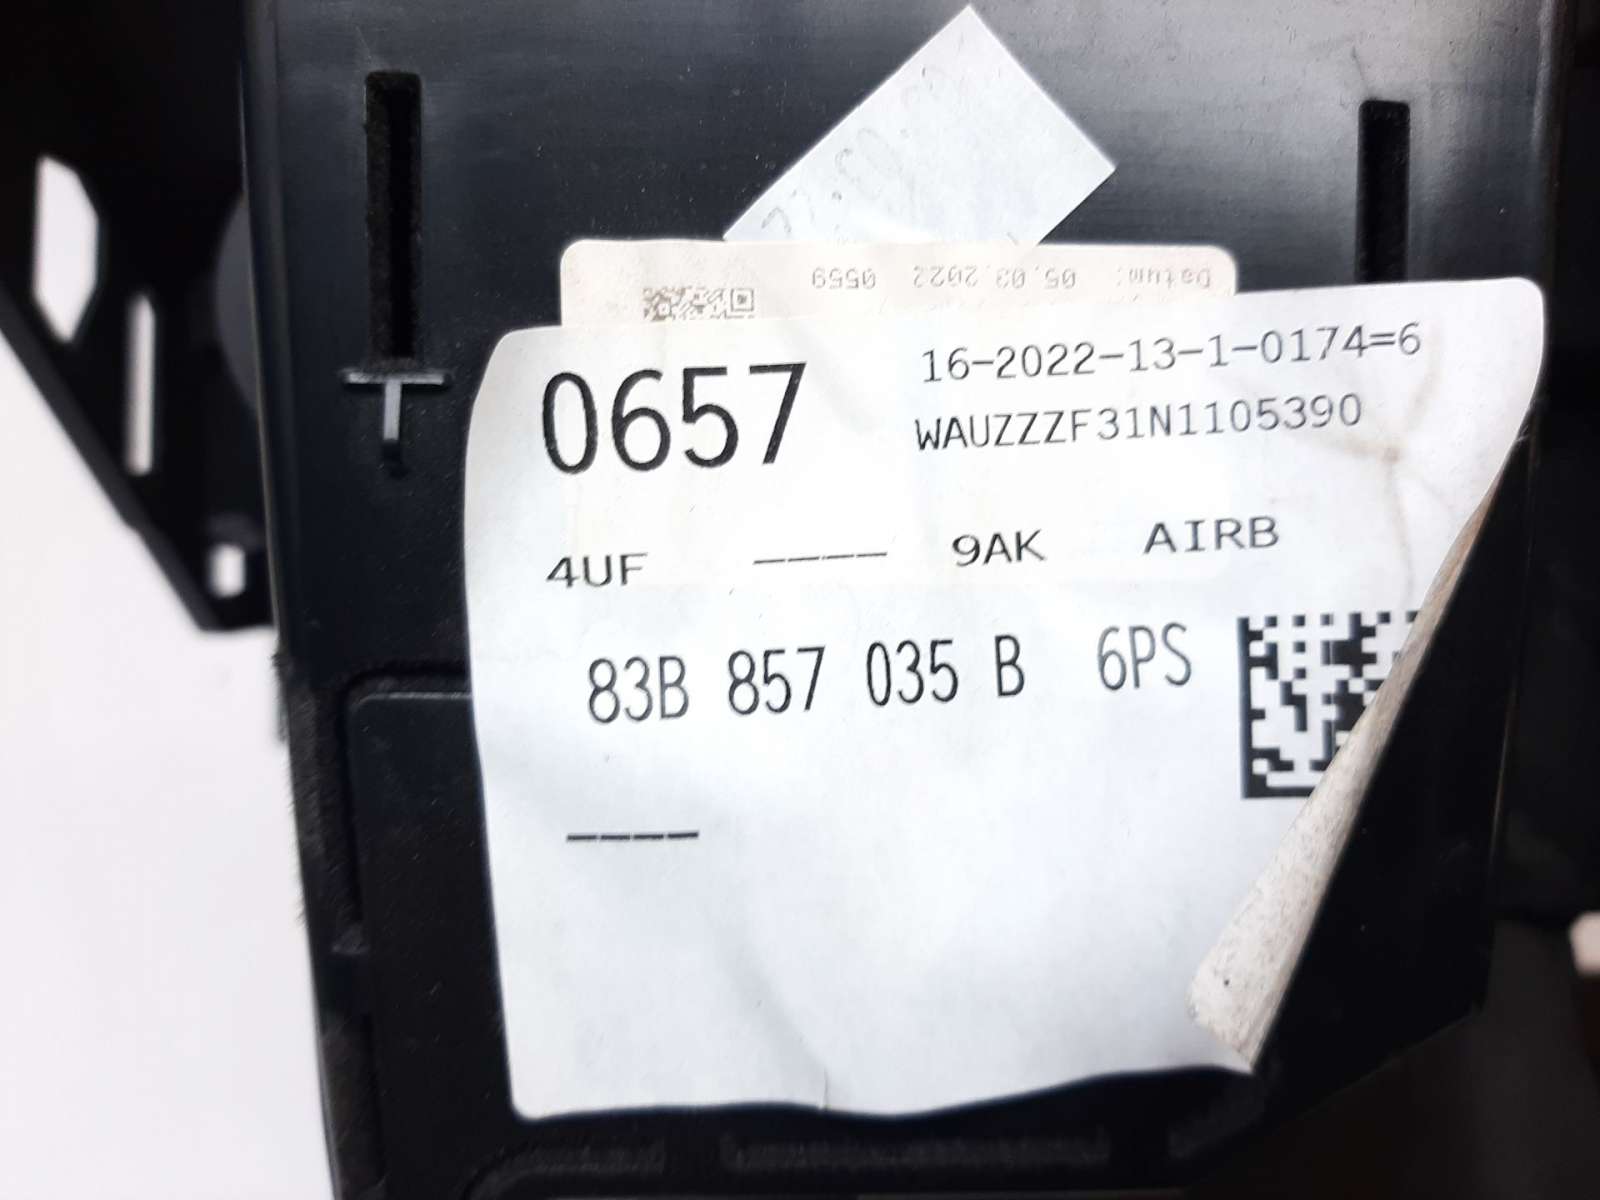 Datum: 05.03.2022 0559
0657
16-2022-13-1-0174=6
WAUZZZF31N1105390
4UF ---- 9AK AIRB
83B 857 035 B 6PS
----